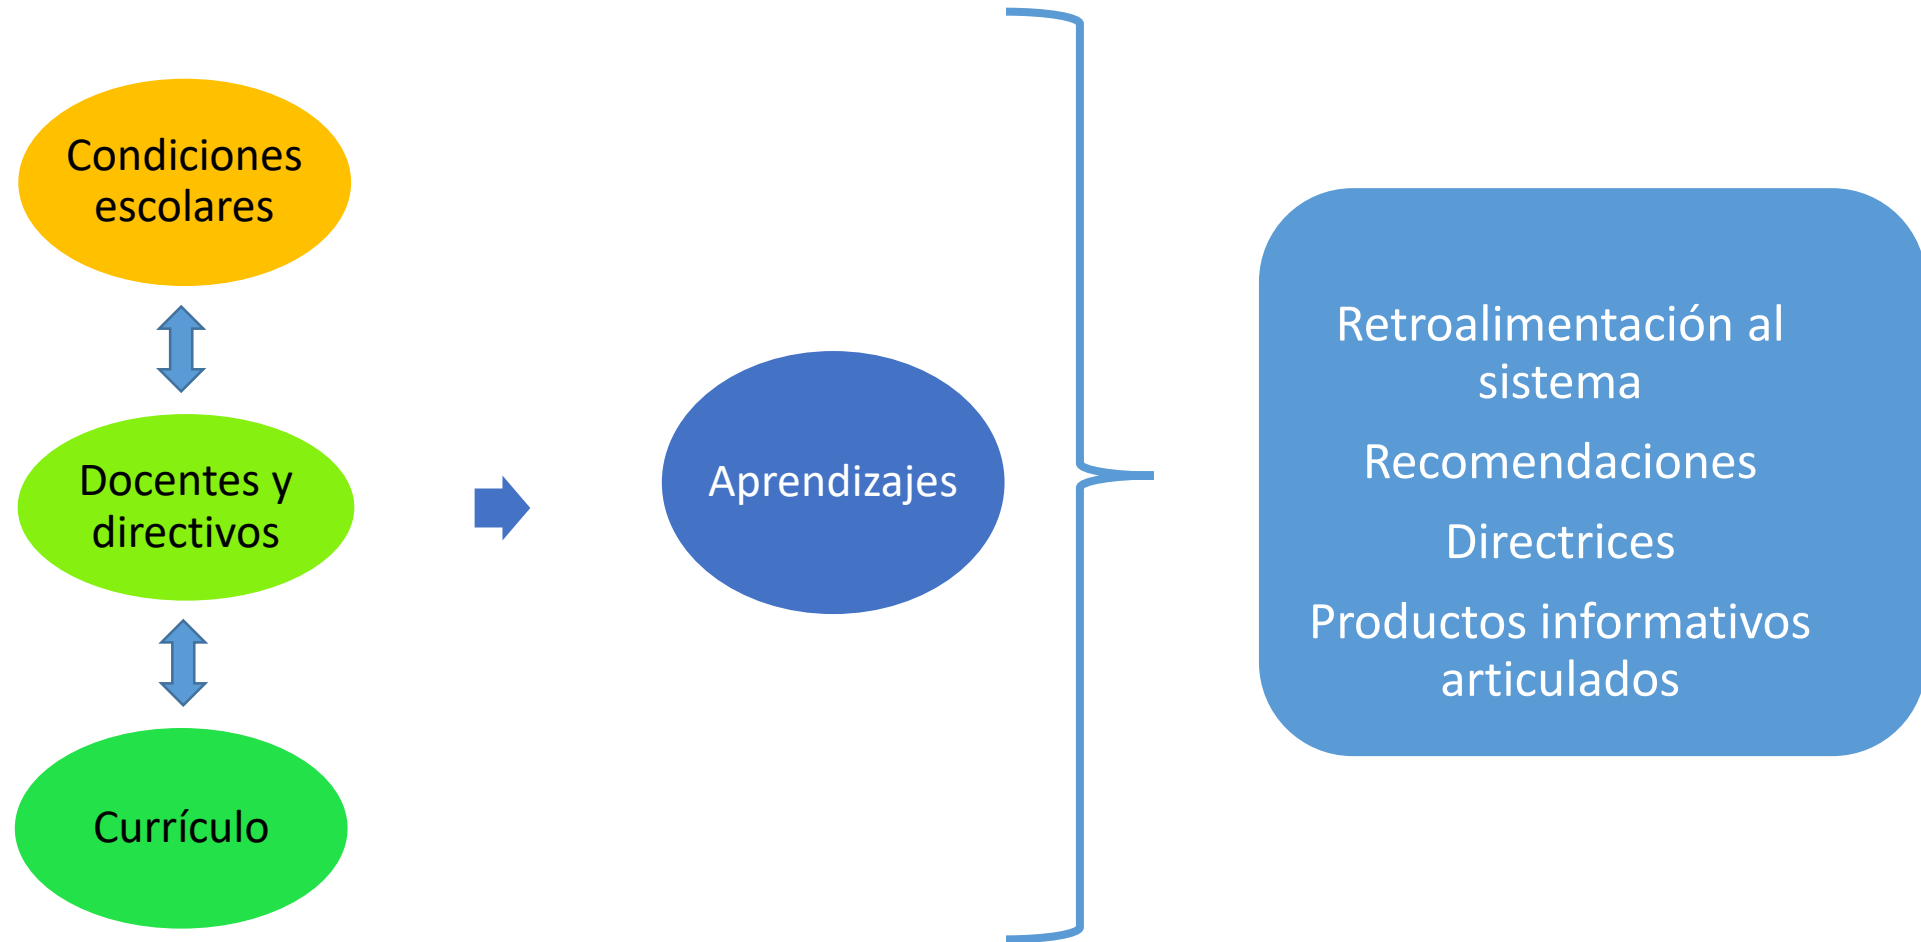 Condiciones
escolares
Docentes y
directivos
Currículo
Aprendizajes
Retroalimentación al
sistema
Recomendaciones
Directrices
Productos informativos
articulados